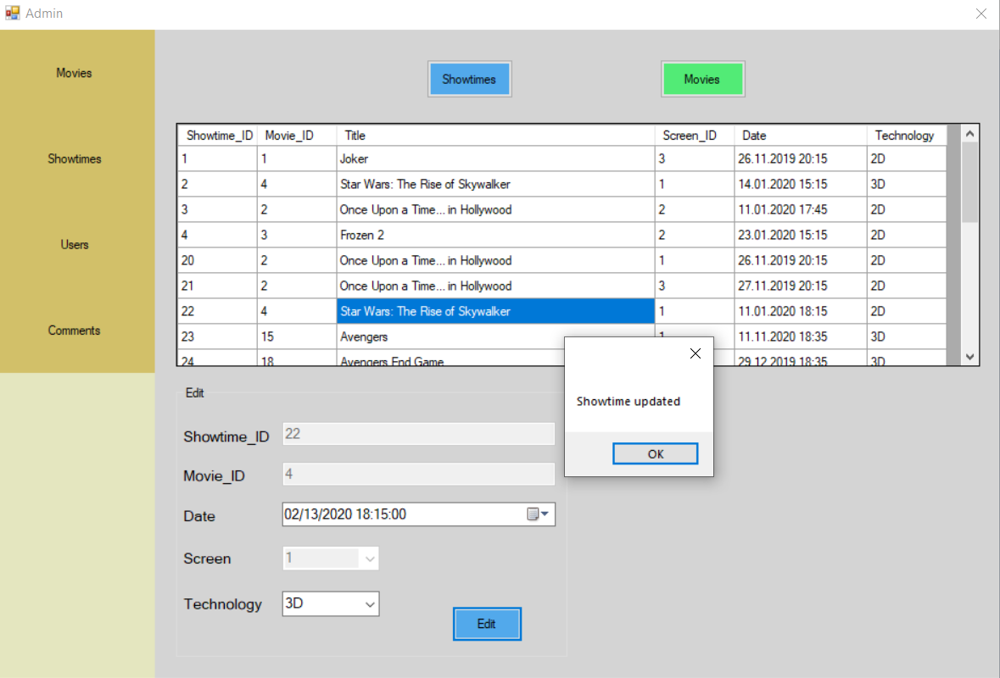 Admin
Movies
Showtimes
Users
Comments
Showtimes Movies
Showtime_ID Movie_ID Title Screen_ID Date Technology
1 1 Joker 3 26.11.2019 20:15 2D
2 4 Star Wars: The Rise of Skywalker 1 14.01.2020 15:15 3D
3 2 Once Upon a Time... in Hollywood 2 11.01.2020 17:45 2D
4 3 Frozen 2 2 23.01.2020 15:15 2D
20 2 Once Upon a Time... in Hollywood 1 26.11.2019 20:15 2D
21 2 Once Upon a Time... in Hollywood 3 27.11.2019 20:15 2D
22 4 Star Wars: The Rise of Skywalker 1 11.01.2020 18:15 2D
23 15 Avengers 1 11.11.2020 18:35 3D
24 18 Avengers End Game 29.12.2019 18:35 3D
Showtime updated
OK
Edit
Showtime_ID 22
Movie_ID 4
Date 02/13/2020 18:15:00
Screen 1
Technology 3D
Edit